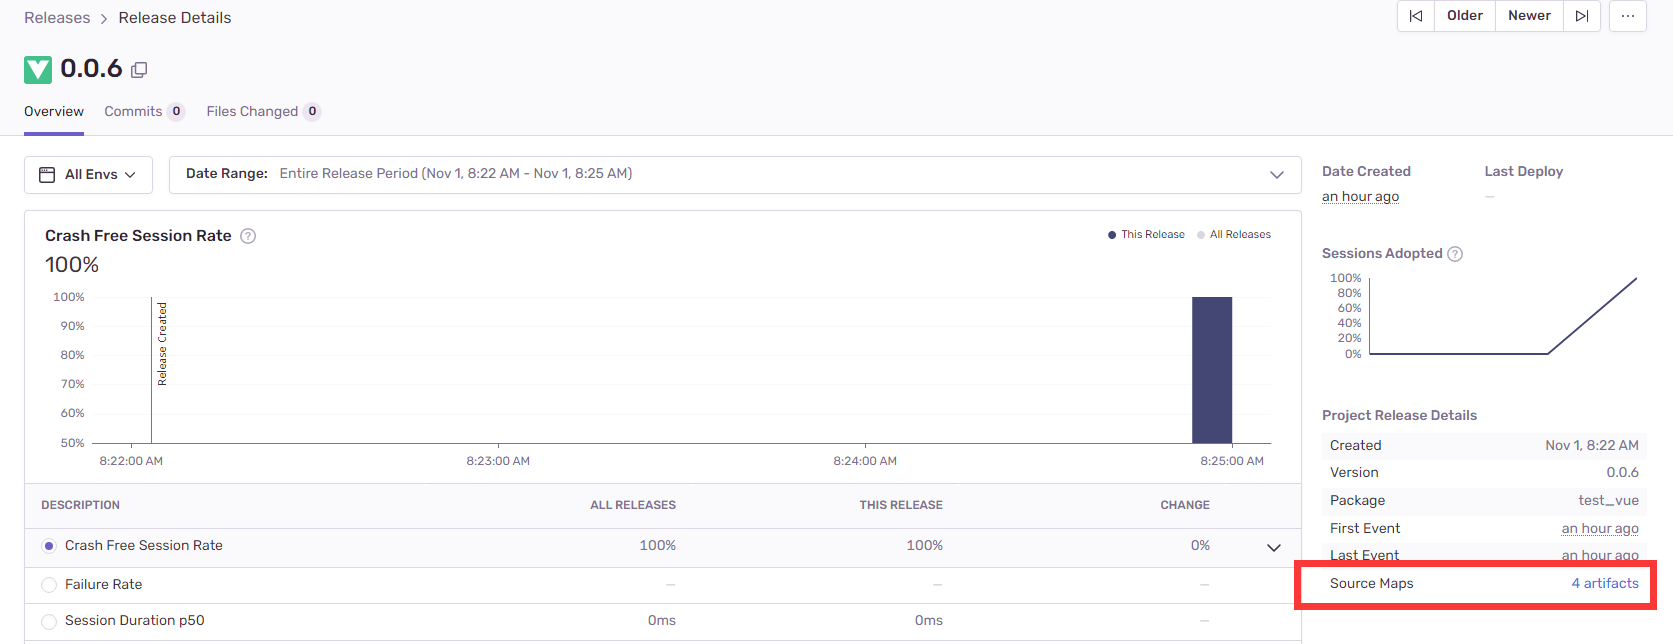 Releases > Release Details
Older Newer ...
0.0.6
Overview Commits 0 Files Changed 0
All Envs
Date Range: Entire Release Period (Nov 1, 8:22 AM - Nov 1, 8:25 AM)
Crash Free Session Rate ?
This Release All Releases
100%
100%
90%
80%
70%
60%
50%
Release Created
8:22:00 AM 8:23:00 AM 8:24:00 AM 8:25:00 AM
DESCRIPTION ALL RELEASES THIS RELEASE CHANGE
Crash Free Session Rate 100% 100% 0%
Failure Rate — — —
Session Duration p50 0ms 0ms —
Date Created Last Deploy
an hour ago —
Sessions Adopted ?
100%
80%
60%
40%
20%
0%
Project Release Details
Created Nov 1, 8:22 AM
Version 0.0.6
Package test_vue
First Event an hour ago
Last Event an hour ago
Source Maps 4 artifacts